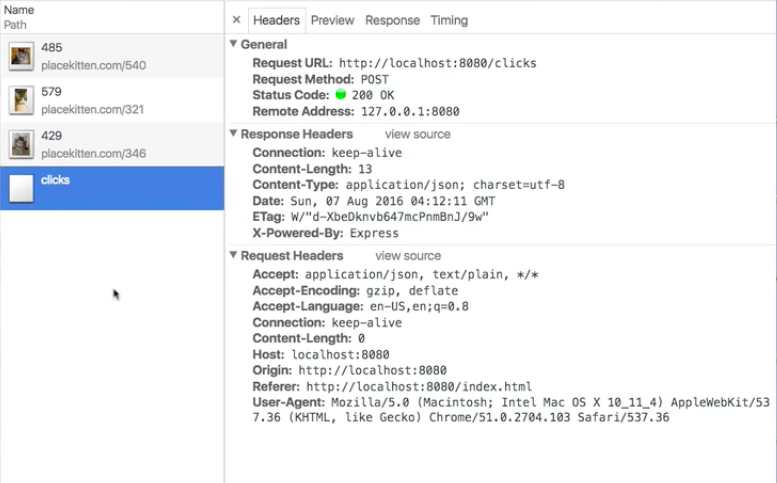 Name
Path
485
placekitten.com/540
579
placekitten.com/321
429
placekitten.com/346
clicks
× Headers Preview Response Timing
▼ General
Request URL: http://localhost:8080/clicks
Request Method: POST
Status Code: 200 OK
Remote Address: 127.0.0.1:8080
▼ Response Headers view source
Connection: keep-alive
Content-Length: 13
Content-Type: application/json; charset=utf-8
Date: Sun, 07 Aug 2016 04:12:11 GMT
ETag: W/"d-XbeDknvb647mcPnmBnJ/9w"
X-Powered-By: Express
▼ Request Headers view source
Accept: application/json, text/plain, */*
Accept-Encoding: gzip, deflate
Accept-Language: en-US,en;q=0.8
Connection: keep-alive
Content-Length: 0
Host: localhost:8080
Origin: http://localhost:8080
Referer: http://localhost:8080/index.html
User-Agent: Mozilla/5.0 (Macintosh; Intel Mac OS X 10_11_4) AppleWebKit/53
7.36 (KHTML, like Gecko) Chrome/51.0.2704.103 Safari/537.36